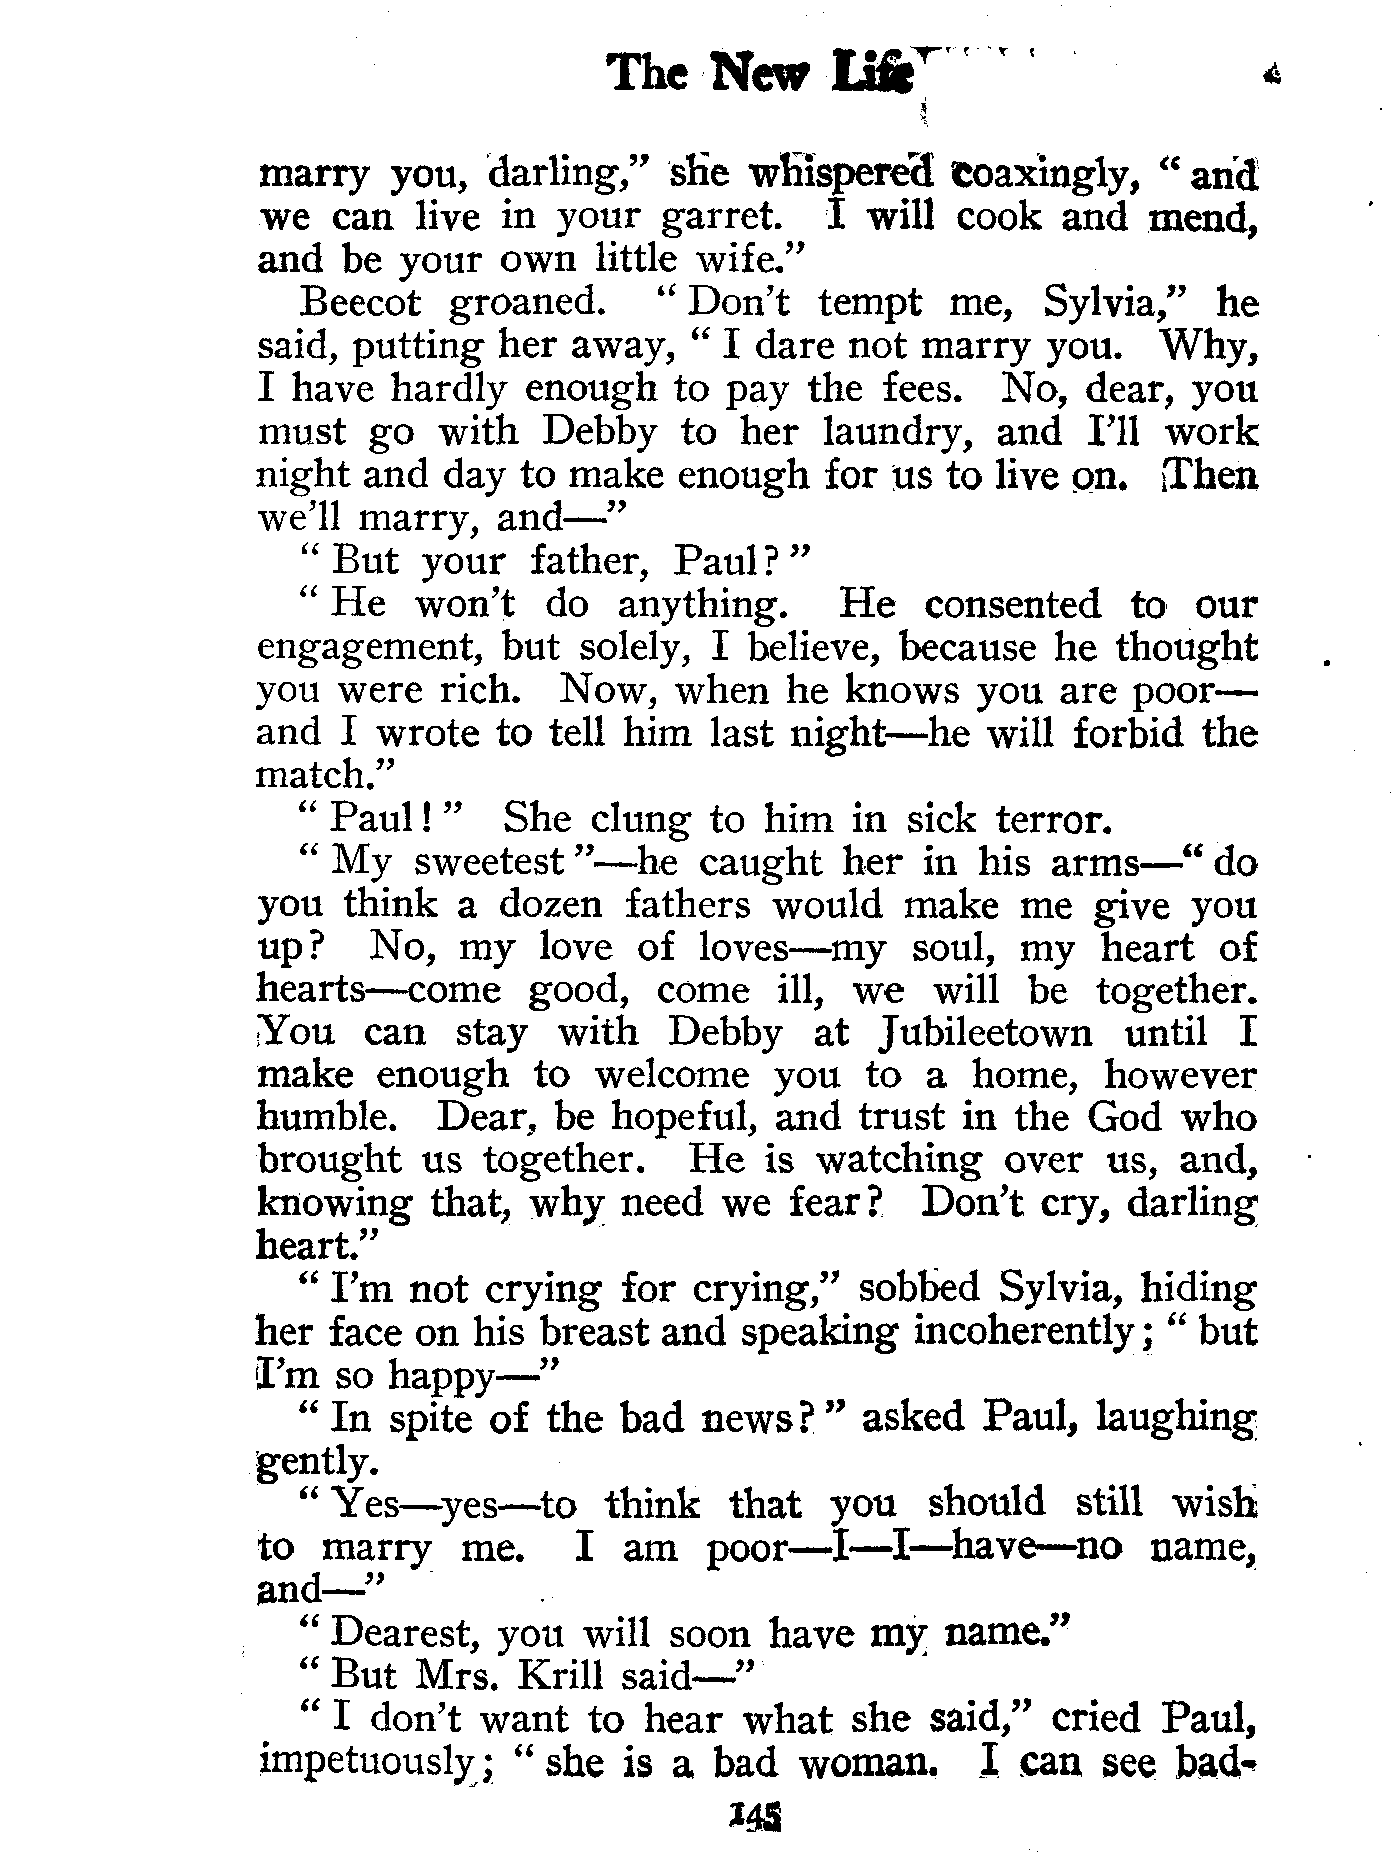 The New Life
marry you, darling,” she whispered coaxingly, “ and
we can live in your garret. I will cook and mend,
and be your own little wife.”
Beecot groaned. “ Don’t tempt me, Sylvia,” he
said, putting her away, “ I dare not marry you. Why,
I have hardly enough to pay the fees. No, dear, you
must go with Debby to her laundry, and I’ll work
night and day to make enough for us to live on. Then
we’ll marry, and—”
“ But your father, Paul? ”
“ He won’t do anything. He consented to our
engagement, but solely, I believe, because he thought
you were rich. Now, when he knows you are poor—
and I wrote to tell him last night—he will forbid the
match.”
“ Paul! ” She clung to him in sick terror.
“ My sweetest ”—he caught her in his arms—“ do
you think a dozen fathers would make me give you
up? No, my love of loves—my soul, my heart of
hearts—come good, come ill, we will be together.
You can stay with Debby at Jubileetown until I
make enough to welcome you to a home, however
humble. Dear, be hopeful, and trust in the God who
brought us together. He is watching over us, and,
knowing that, why need we fear? Don’t cry, darling
heart.”
“ I’m not crying for crying,” sobbed Sylvia, hiding
her face on his breast and speaking incoherently; “ but
I’m so happy—”
“ In spite of the bad news? ” asked Paul, laughing
gently.
“ Yes—yes—to think that you should still wish
to marry me. I am poor—I—I—have—no name,
and—”
“ Dearest, you will soon have my name.”
“ But Mrs. Krill said—”
“ I don’t want to hear what she said,” cried Paul,
impetuously; “ she is a bad woman. I can see bad-
145